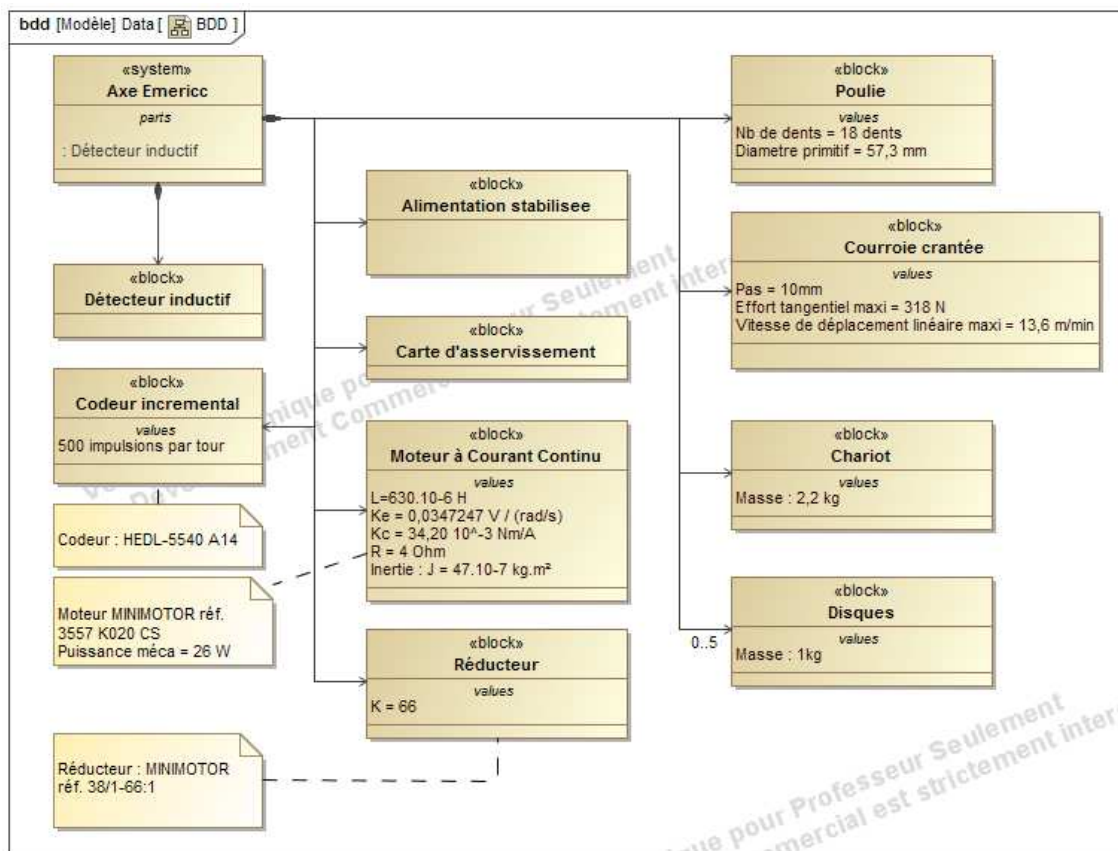 bdd [Modèle] Data [ BDD ]
«system»
Axe Emericc
parts
: Détecteur inductif
«block»
Détecteur inductif
«block»
Codeur incremental
values
500 impulsions par tour
Codeur : HEDL-5540 A14
Moteur MINIMOTOR réf.
3557 K020 CS
Puissance méca = 26 W
Réducteur : MINIMOTOR
réf. 38/1-66:1
«block»
Alimentation stabilisee
«block»
Carte d'asservissement
«block»
Moteur à Courant Continu
values
L=630.10-6 H
Ke = 0,0347247 V / (rad/s)
Kc = 34,20 10^-3 Nm/A
R = 4 Ohm
Inertie : J = 47.10-7 kg.m²
«block»
Réducteur
values
K = 66
«block»
Poulie
values
Nb de dents = 18 dents
Diametre primitif = 57,3 mm
«block»
Courroie crantée
values
Pas = 10mm
Effort tangentiel maxi = 318 N
Vitesse de déplacement linéaire maxi = 13,6 m/min
«block»
Chariot
values
Masse : 2,2 kg
0..5
«block»
Disques
values
Masse : 1kg
pour Professeur Seulement
est strictement inter